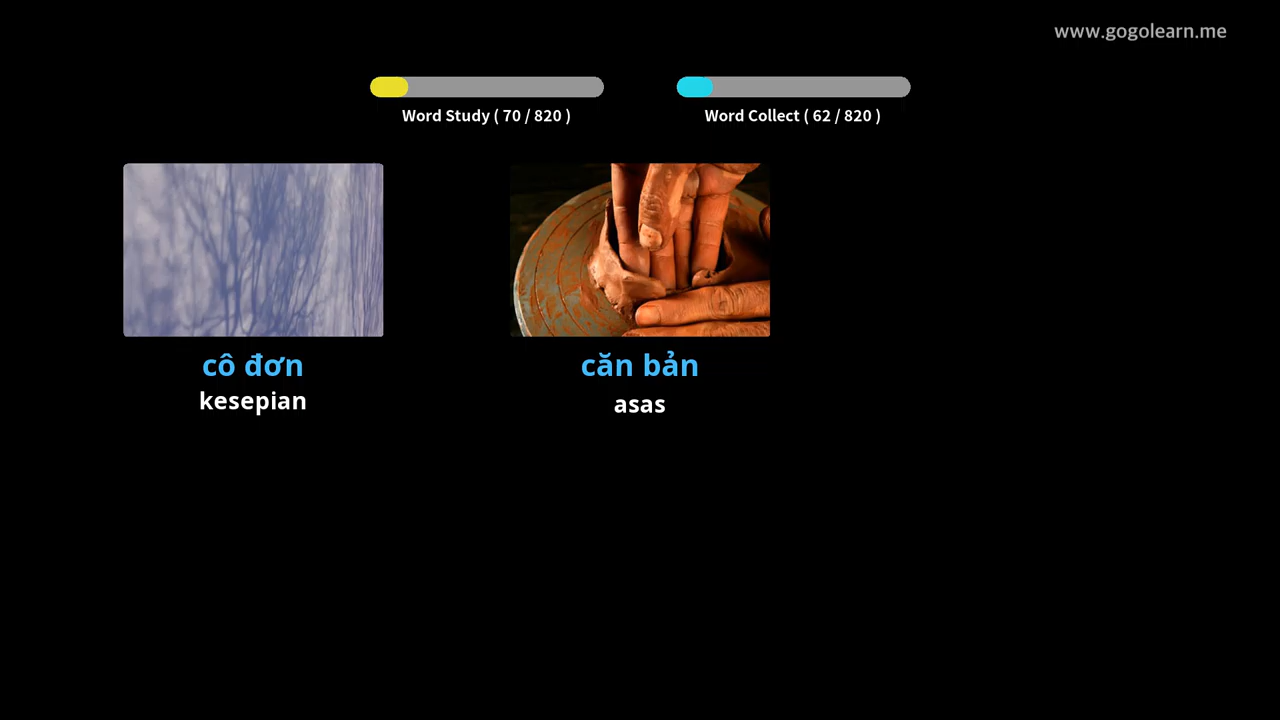 www.gogolearn.me
Word Study ( 70 / 820 )
Word Collect ( 62 / 820 )
cô đơn
kesepian
căn bản
asas